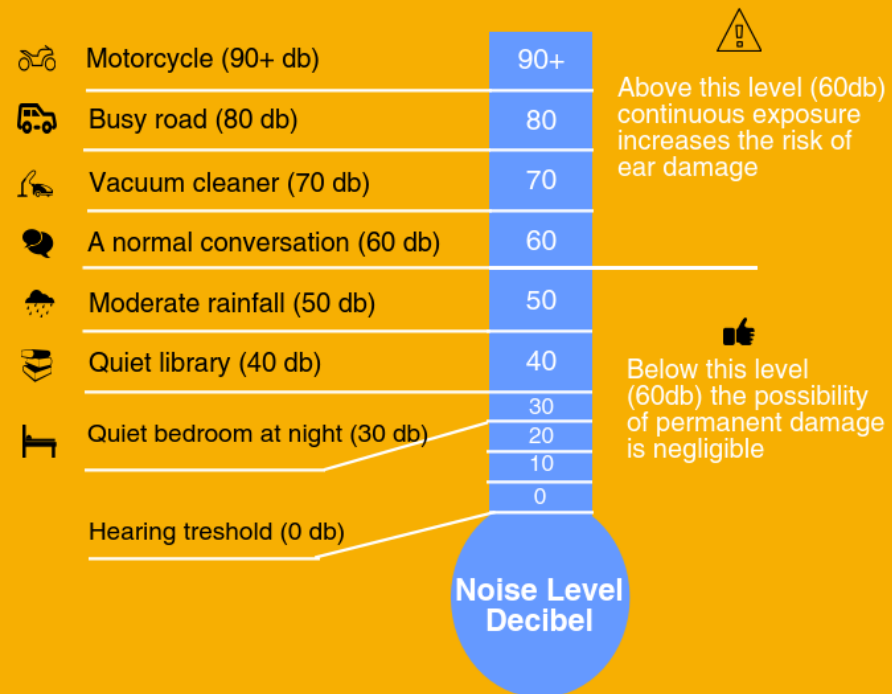 Motorcycle (90+ db)
90+
Busy road (80 db)
80
Vacuum cleaner (70 db)
70
A normal conversation (60 db)
60
Moderate rainfall (50 db)
50
Quiet library (40 db)
40
30
Quiet bedroom at night (30 db)
20
10
0
Hearing treshold (0 db)
Noise Level
Decibel
Above this level (60db)
continuous exposure
increases the risk of
ear damage
Below this level
(60db) the possibility
of permanent damage
is negligible